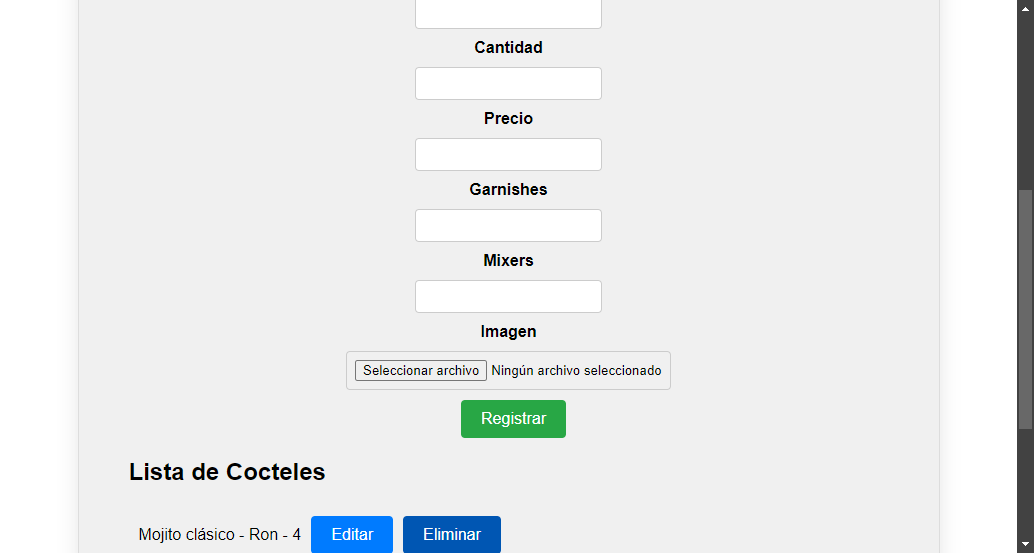 Cantidad
Precio
Garnishes
Mixers
Imagen
Seleccionar archivo Ningún archivo seleccionado
Registrar
Lista de Cocteles
Mojito clásico - Ron - 4 Editar Eliminar